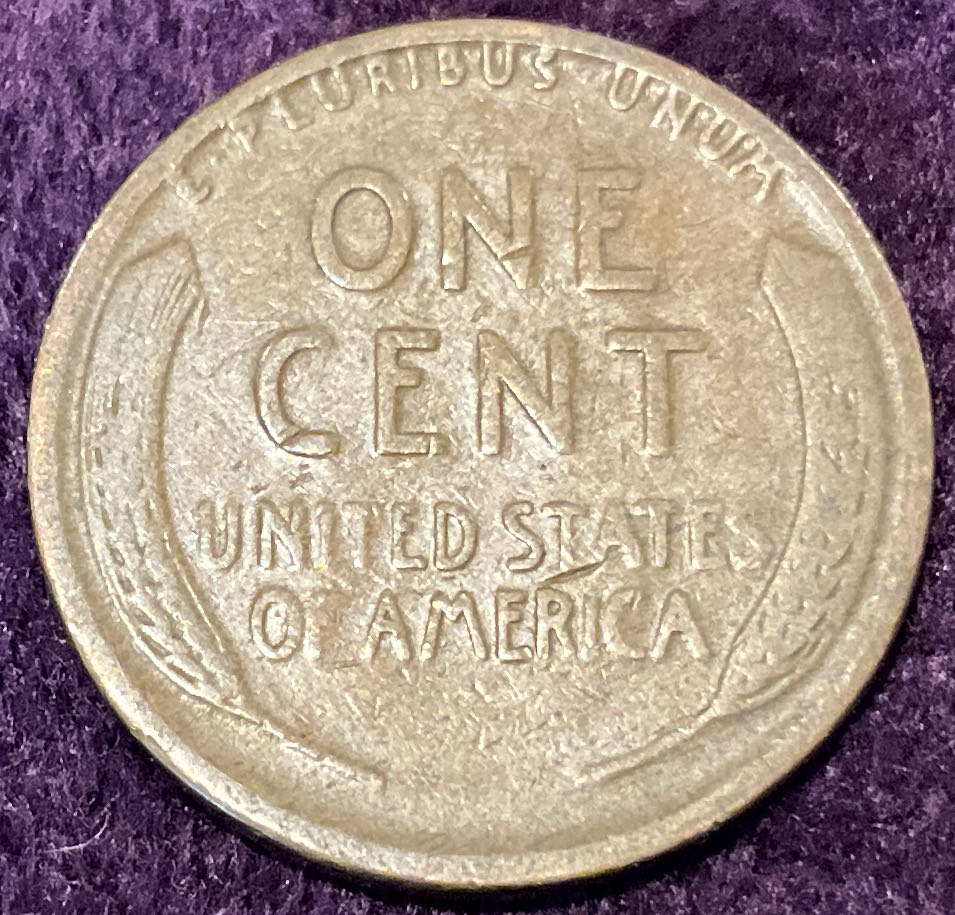 E PLURIBUS UNUM
ONE
CENT
UNITED STATES
OF AMERICA